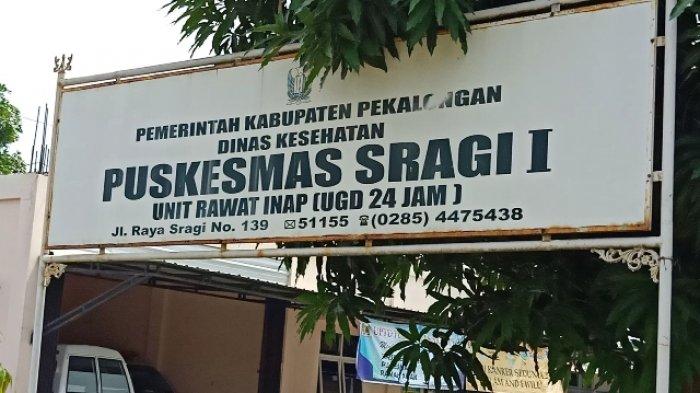 PEMERINTAH KABUPATEN PEKALONGAN
DINAS KESEHATAN
PUSKESMAS SRAGI I
UNIT RAWAT INAP (UGD 24 JAM )
Jl. Raya Sragi No. 139 ✉51155 ☎(0285) 4475438